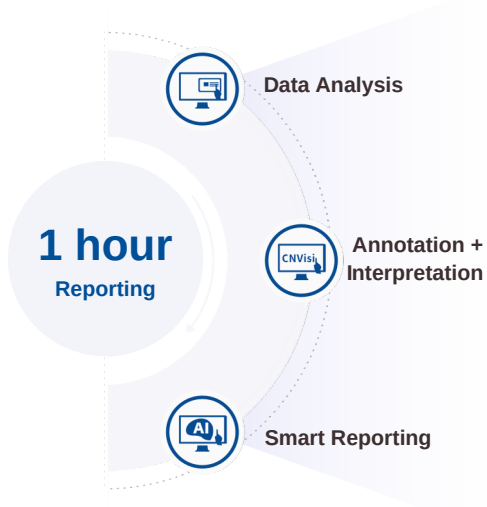 Data Analysis
1 hour
Reporting
CNVisi
Annotation +
Interpretation
AI
Smart Reporting